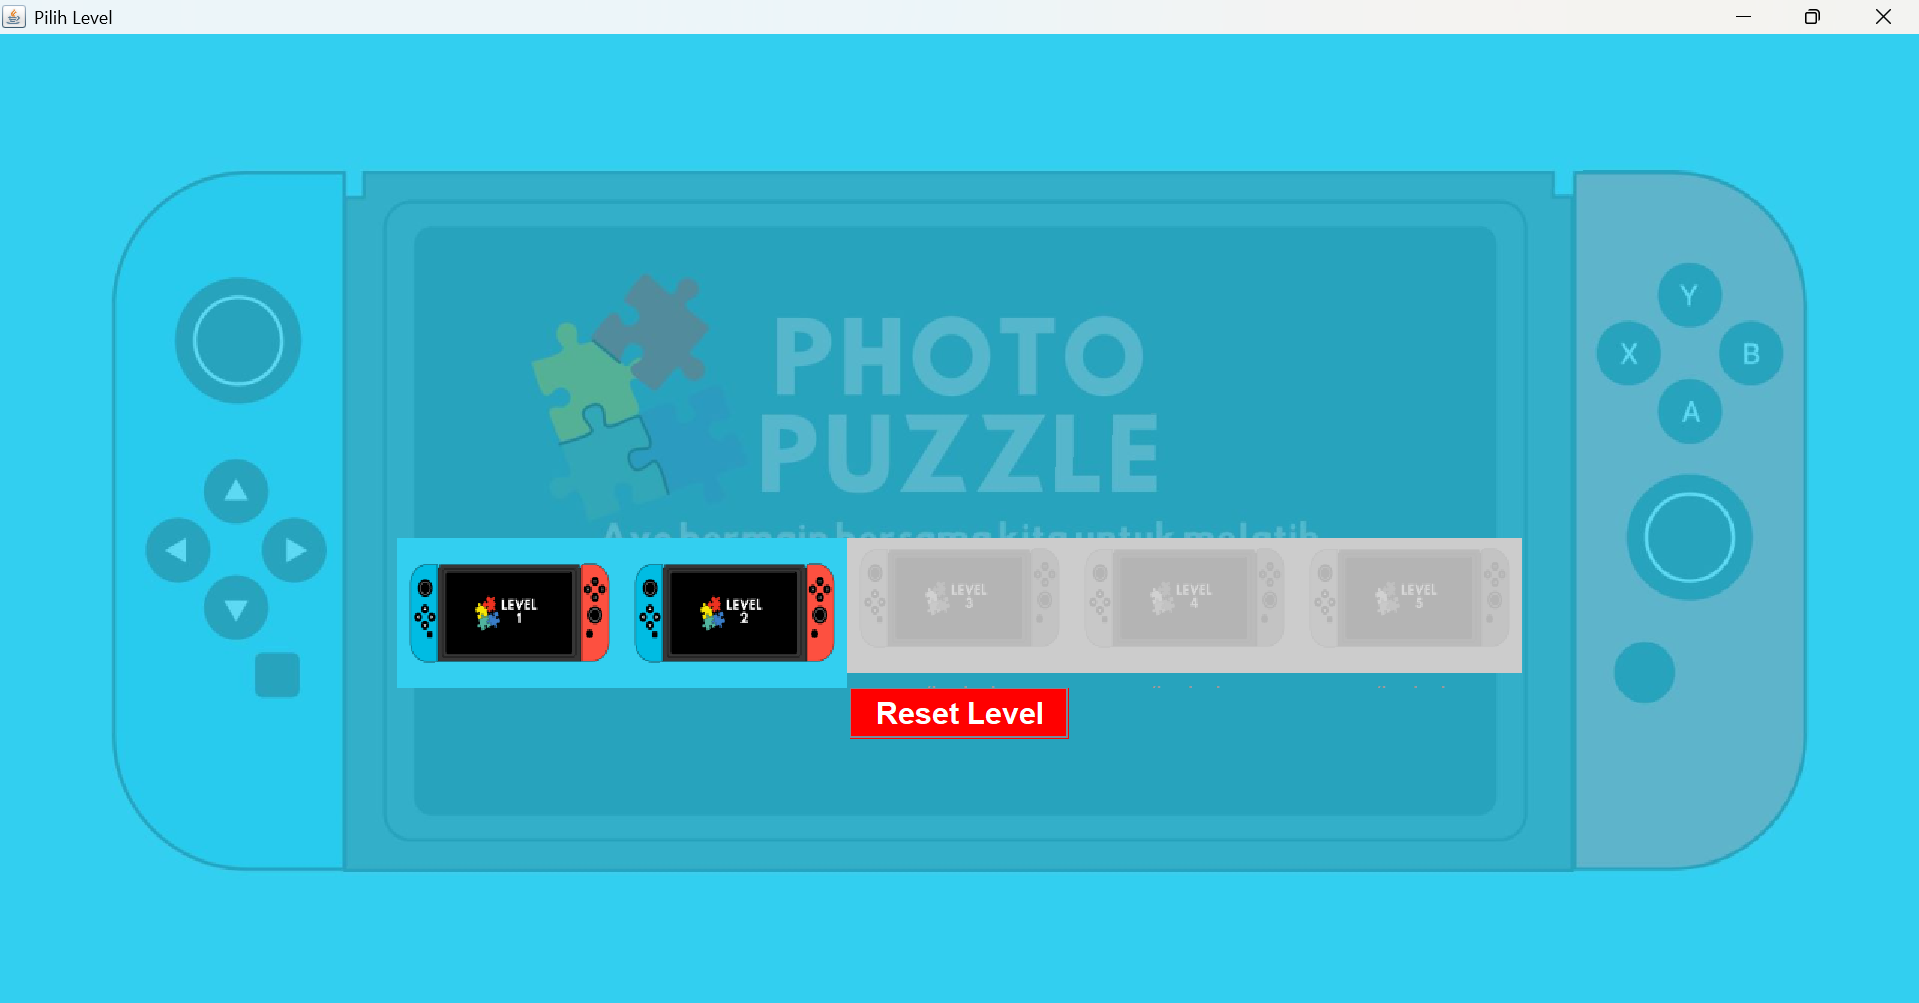 Pilih Level
PHOTO
PUZZLE
Y
X
B
A
Ayo bermain bersama kita untuk melatih
LEVEL
1
LEVEL
2
LEVEL
3
LEVEL
4
LEVEL
5
Reset Level